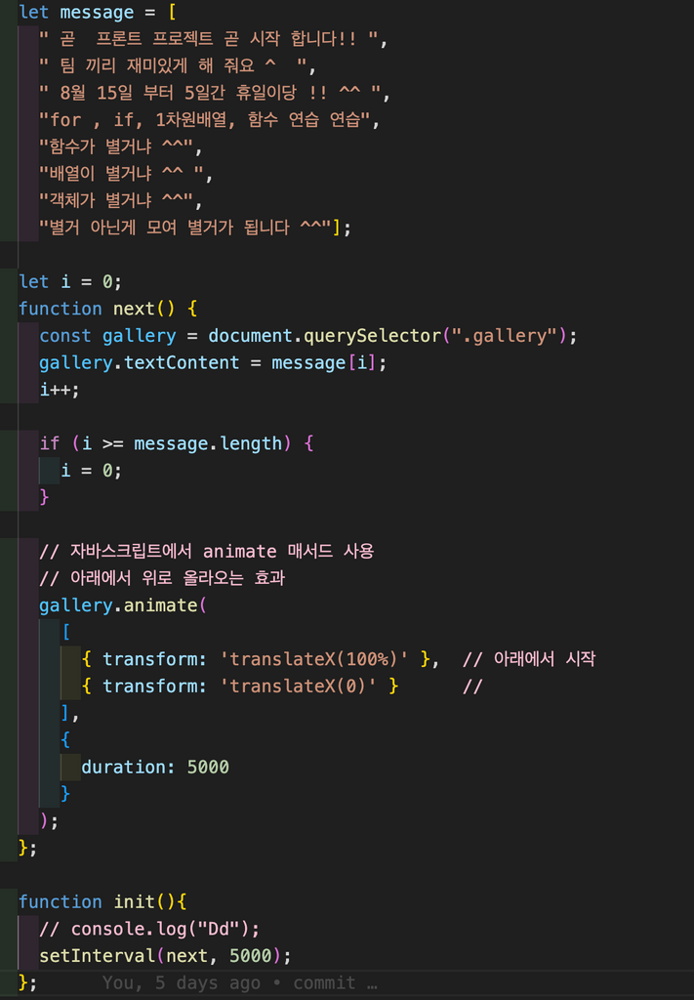 let message = [
" 곧  프론트 프로젝트 곧 시작 합니다!! ",
" 팀 끼리 재미있게 해 줘요 ^  ",
" 8월 15일 부터 5일간 휴일이당 !! ^^ ",
"for , if, 1차원배열, 함수 연습 연습",
"함수가 별거냐 ^^",
"배열이 별거냐 ^^ ",
"객체가 별거냐 ^^",
"별거 아닌게 모여 별거가 됩니다 ^^"];
let i = 0;
function next() {
const gallery = document.querySelector(".gallery");
gallery.textContent = message[i];
i++;
if (i >= message.length) {
i = 0;
}
// 자바스크립트에서 animate 매서드 사용
// 아래에서 위로 올라오는 효과
gallery.animate(
[
{ transform: 'translateX(100%)' },  // 아래에서 시작
{ transform: 'translateX(0)' }      //
],
{
duration: 5000
}
);
};
function init(){
// console.log("Dd");
setInterval(next, 5000);
};      You, 5 days ago • commit …